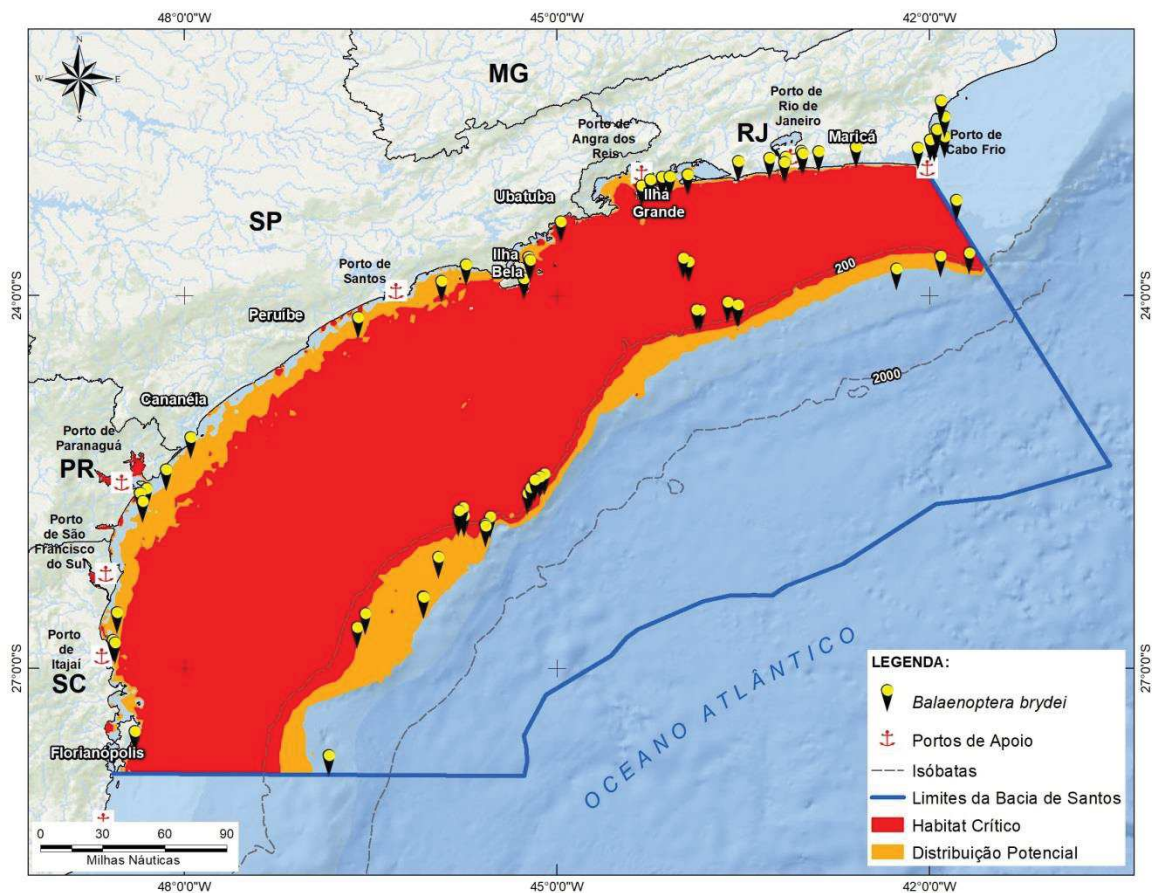 48°0'0"W
45°0'0"W
42°0'0"W
N
W
E
S
MG
Porto de
Rio de
Janeiro
Porto de
Angra dos
Reis
RJ
Maricá
Porto de
Cabo Frio
Ubatuba
Ilha
Grande
SP
Ilha
Bela
Porto de
Santos
200
24°0'0"S
24°0'0"S
Peruíbe
2000
Cananéia
Porto de
Paranaguá
PR
Porto
de São
Francisco
do Sul
Porto
de
Itajaí
SC
27°0'0"S
27°0'0"S
Florianópolis
OCEANO ATLÂNTICO
LEGENDA:
Balaenoptera brydei
Portos de Apoio
Isóbatas
Limites da Bacia de Santos
Habitat Crítico
Distribuição Potencial
0 30 60 90
Milhas Náuticas
48°0'0"W
45°0'0"W
42°0'0"W